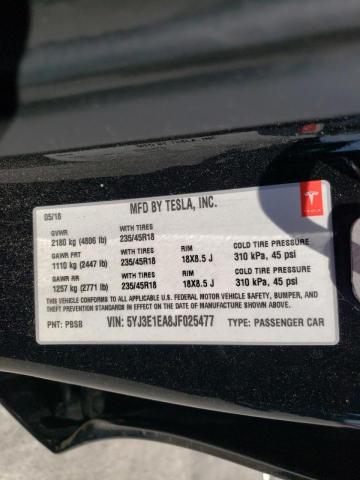 05/18
MFD BY TESLA, INC.
GVWR
2180 kg (4806 lb)
WITH TIRES
235/45R18
GAWR FRT
1110 kg (2447 lb)
WITH TIRES
235/45R18
RIM
18X8.5 J
COLD TIRE PRESSURE
310 kPa, 45 psi
GAWR RR
1257 kg (2771 lb)
WITH TIRES
235/45R18
RIM
18X8.5 J
COLD TIRE PRESSURE
310 kPa, 45 psi
THIS VEHICLE CONFORMS TO ALL U.S. FEDERAL MOTOR VEHICLE SAFETY, BUMPER, AND
THEFT PREVENTION STANDARDS IN EFFECT ON THE DATE OF MANUFACTURE
SHOWN ABOVE.
PNT: PBSB
VIN: 5YJ3E1EA8JF025477
TYPE: PASSENGER CAR
TESLA